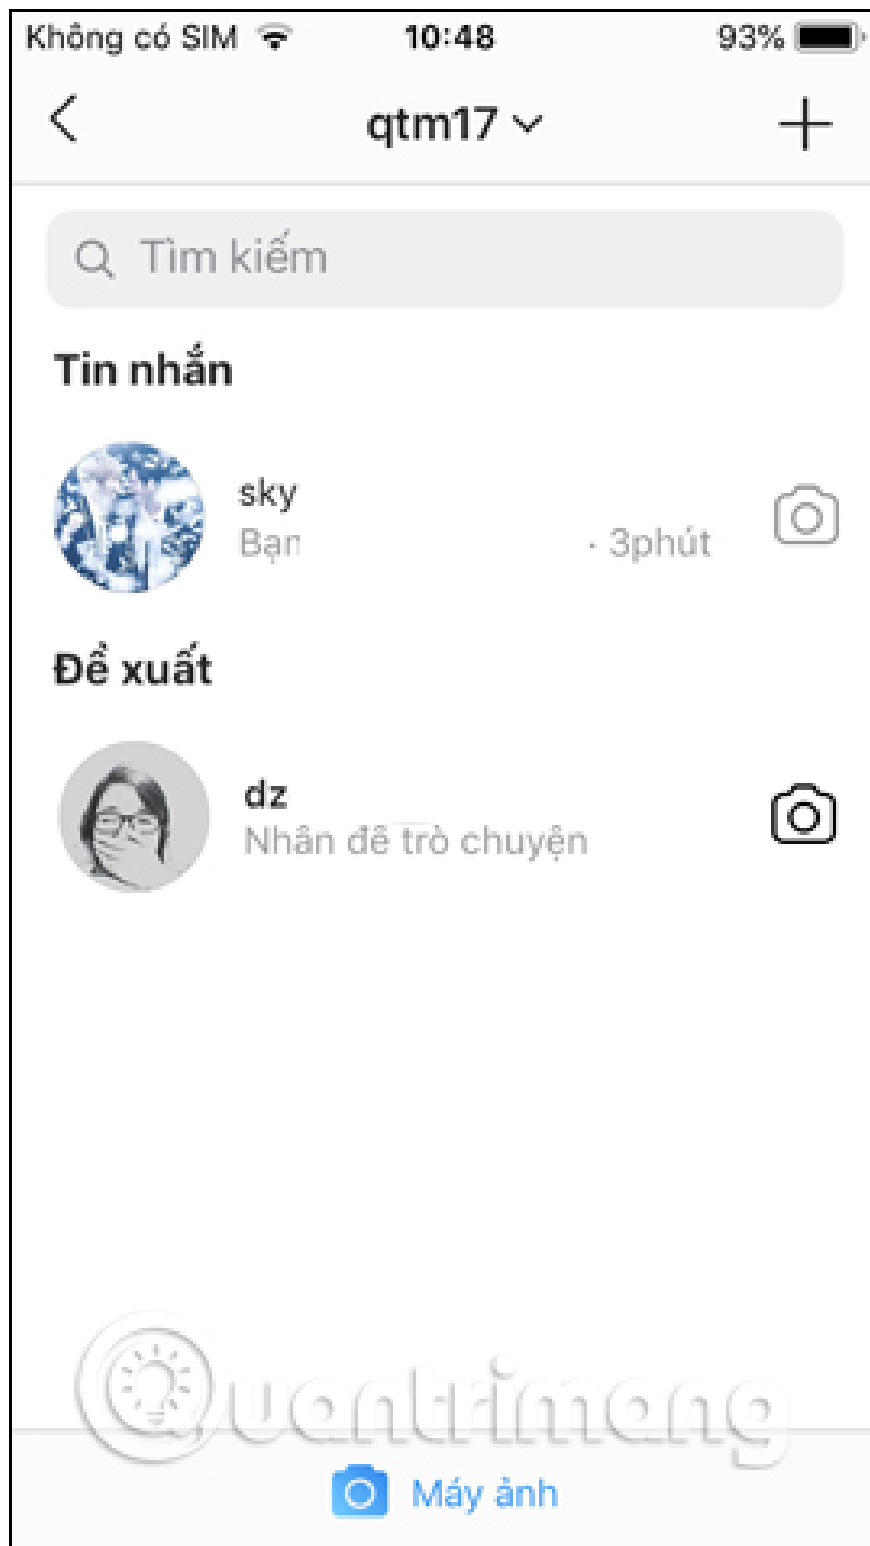 Không có SIM 10:48 93%
qtm17
Tìm kiếm
Tin nhắn
sky
Bạn · 3phút
Đề xuất
dz
Nhấn để trò chuyện
Quantrimang
Máy ảnh